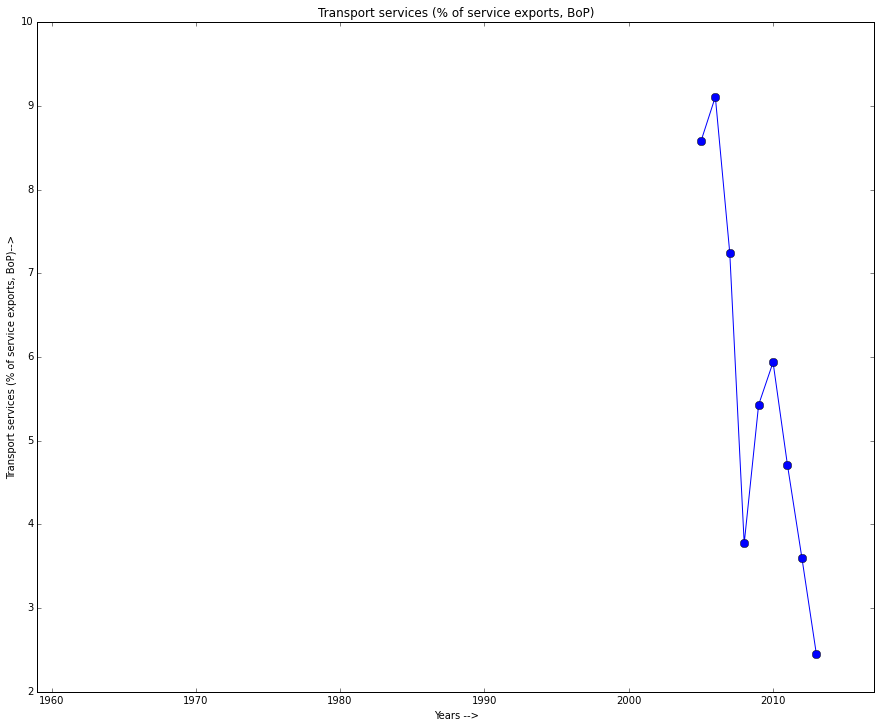 Transport services (% of service exports, BoP)
10
9
8
7
6
5
4
3
2
Transport services (% of service exports, BoP)-->
1960 1970 1980 1990 2000 2010
Years -->